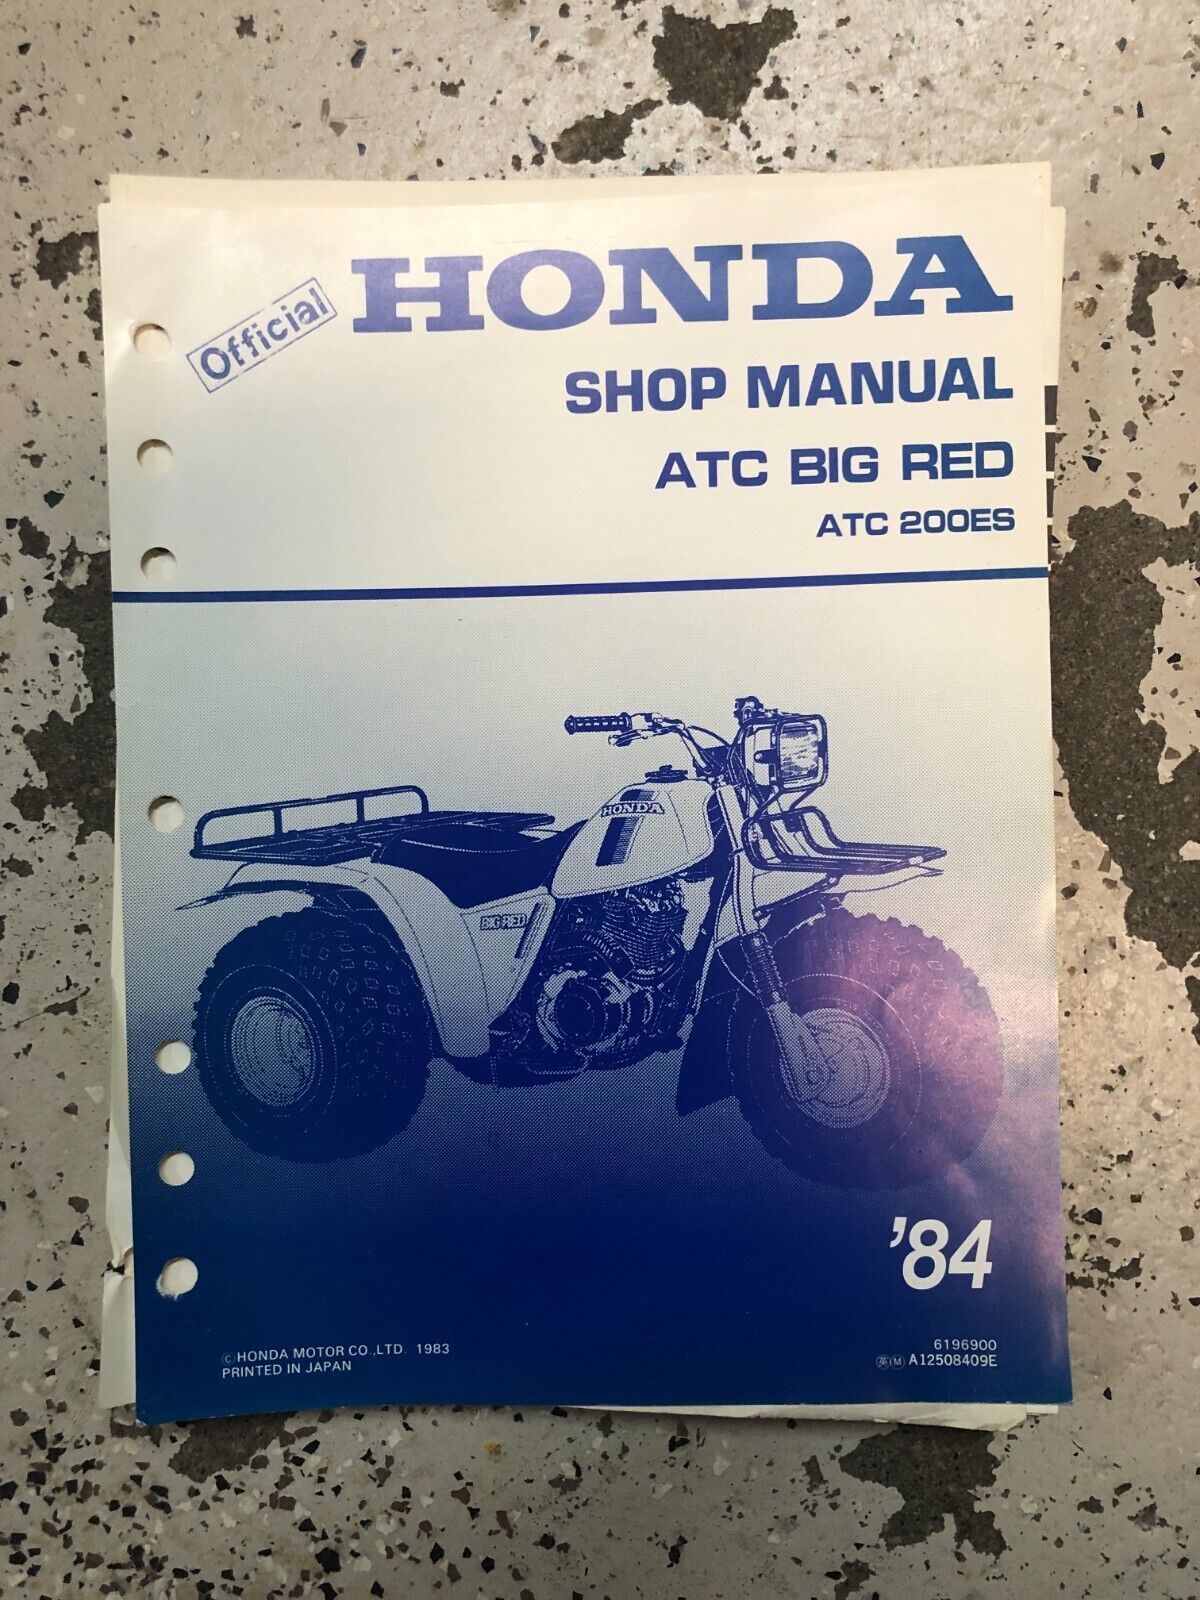 Official
HONDA
SHOP MANUAL
ATC BIG RED
ATC 200ES
HONDA
BIG RED
'84
©HONDA MOTOR CO.,LTD. 1983
PRINTED IN JAPAN
6196900
英 M A12508409E